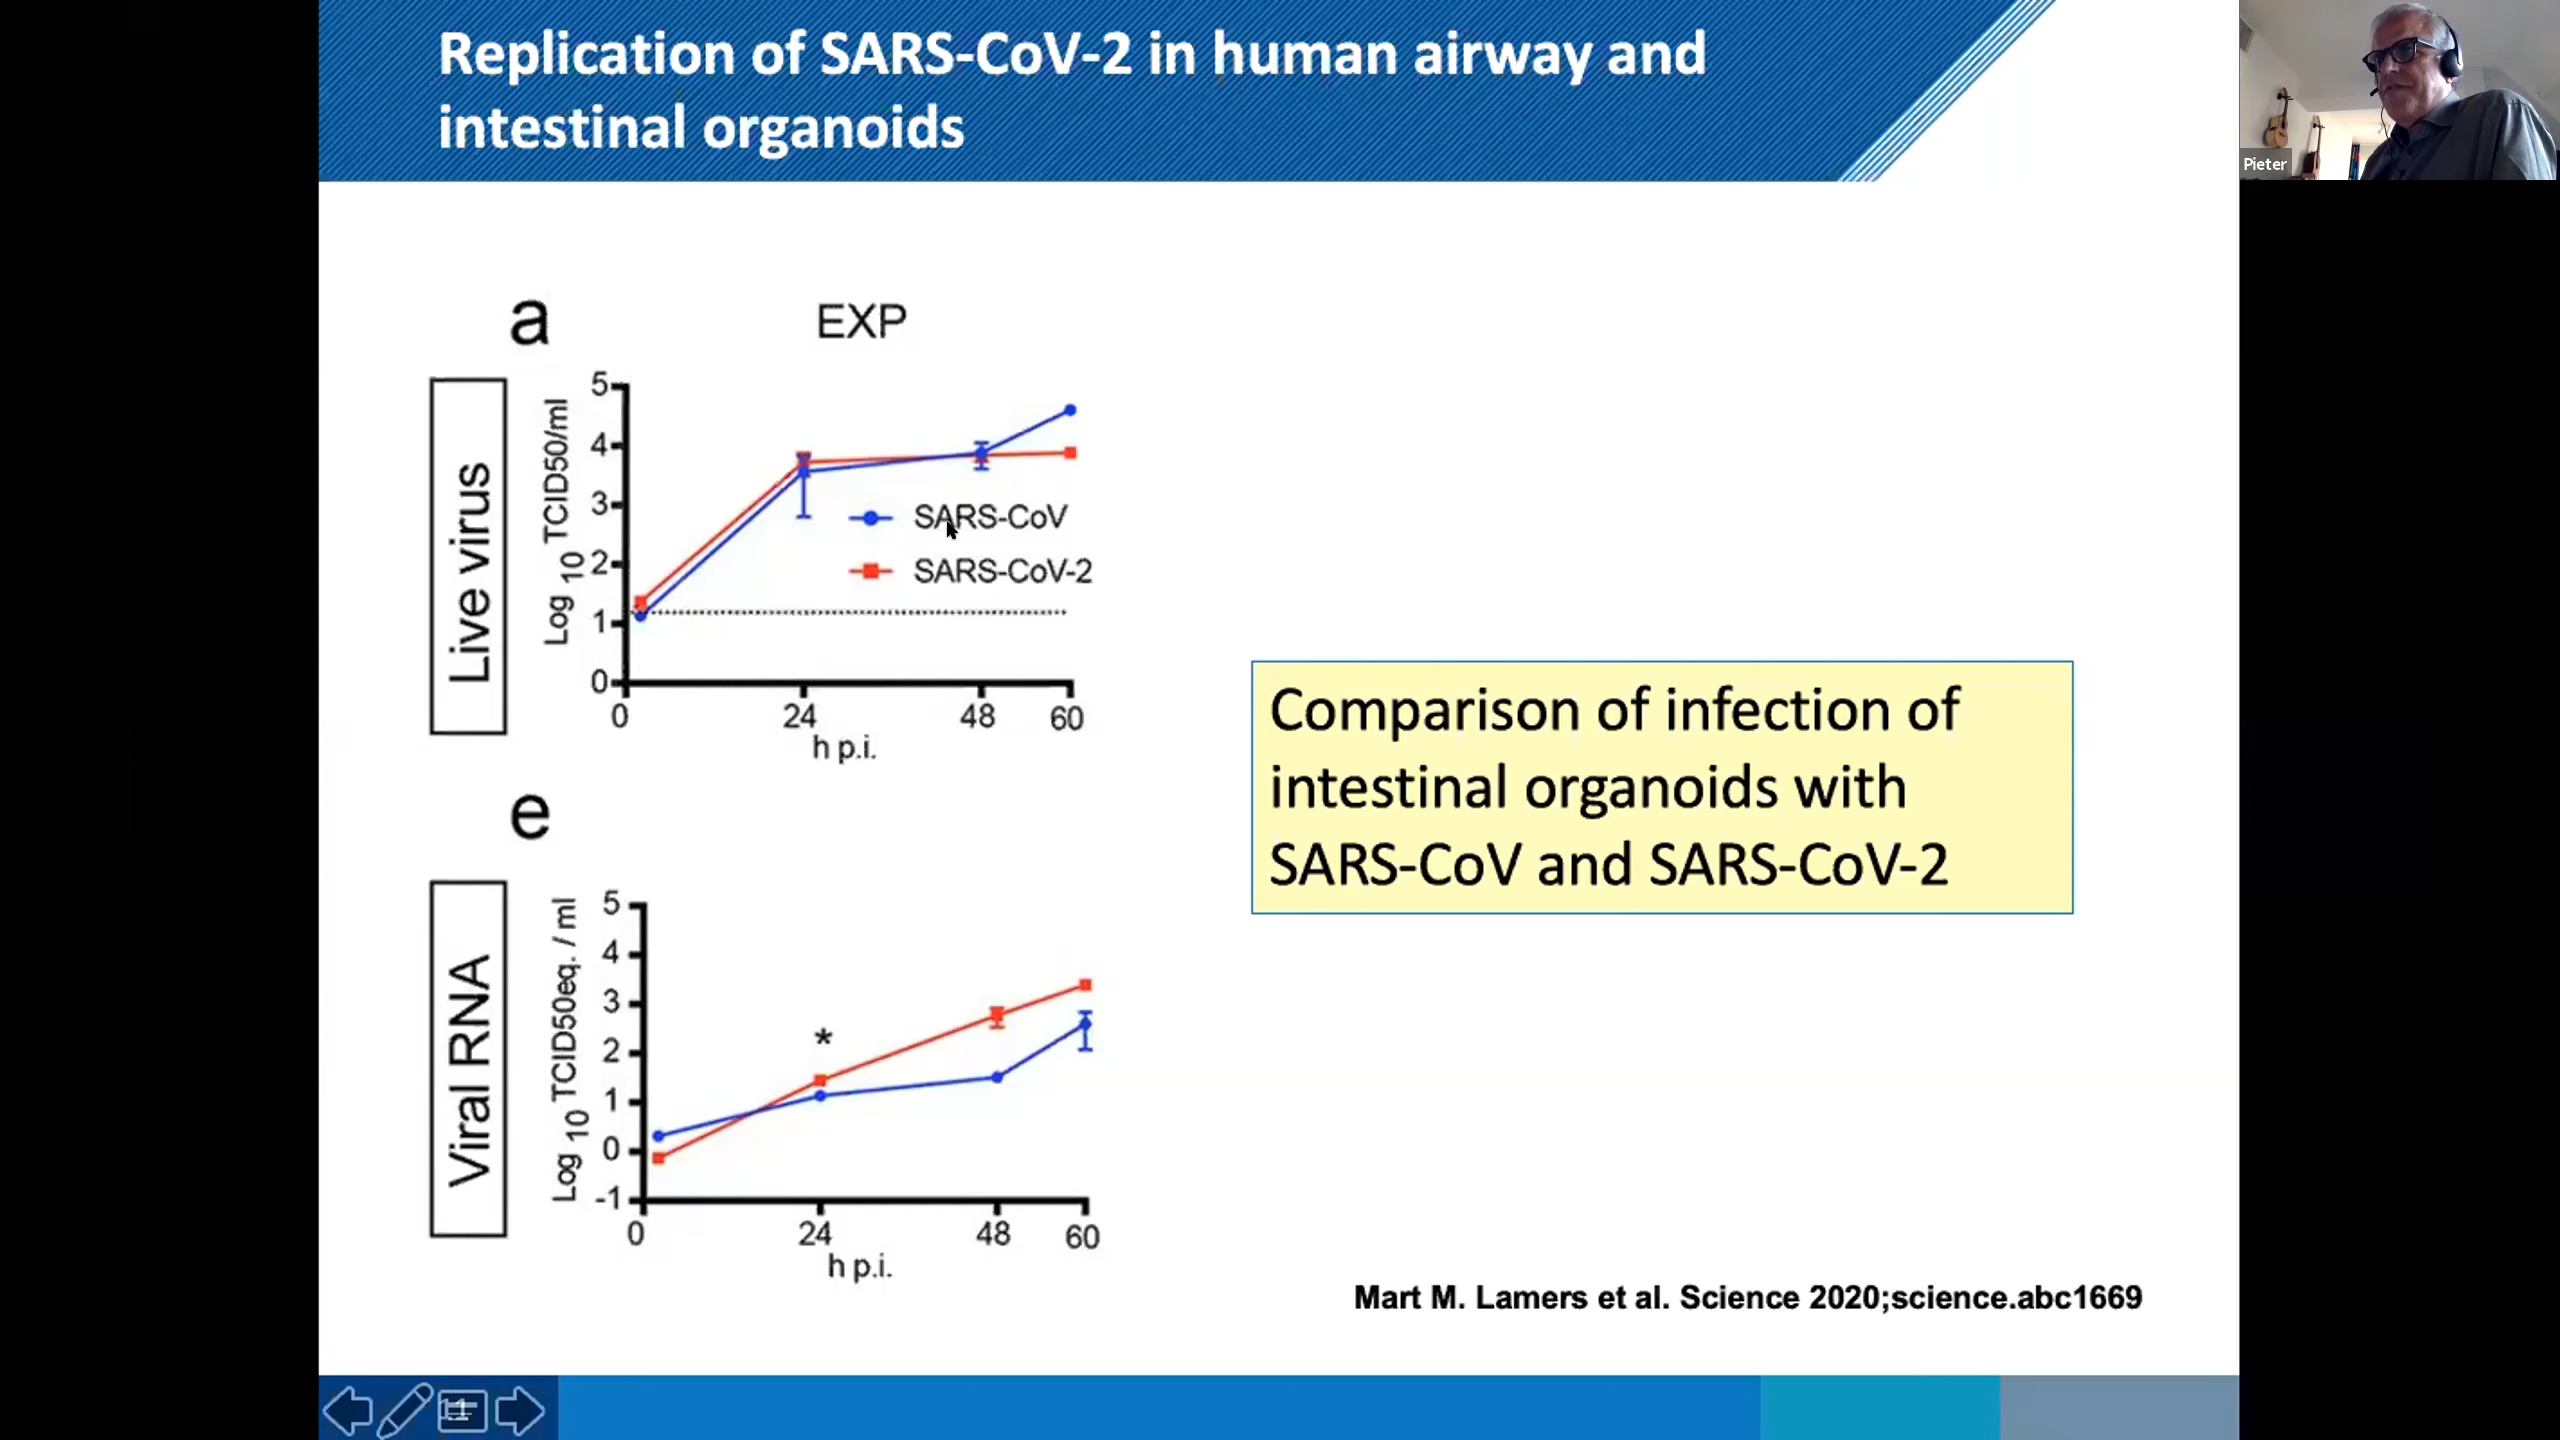 Replication of SARS-CoV-2 in human airway and
intestinal organoids
Pieter
a
EXP
Live virus
Log 10 TCID50/ml
5
4
3
2
1
0
SARS-CoV
SARS-CoV-2
0 24 48 60
h p.i.
e
Viral RNA
Log 10 TCID50eq. / ml
5
4
3
2
1
0
-1
*
0 24 48 60
h p.i.
Comparison of infection of
intestinal organoids with
SARS-CoV and SARS-CoV-2
Mart M. Lamers et al. Science 2020;science.abc1669
11